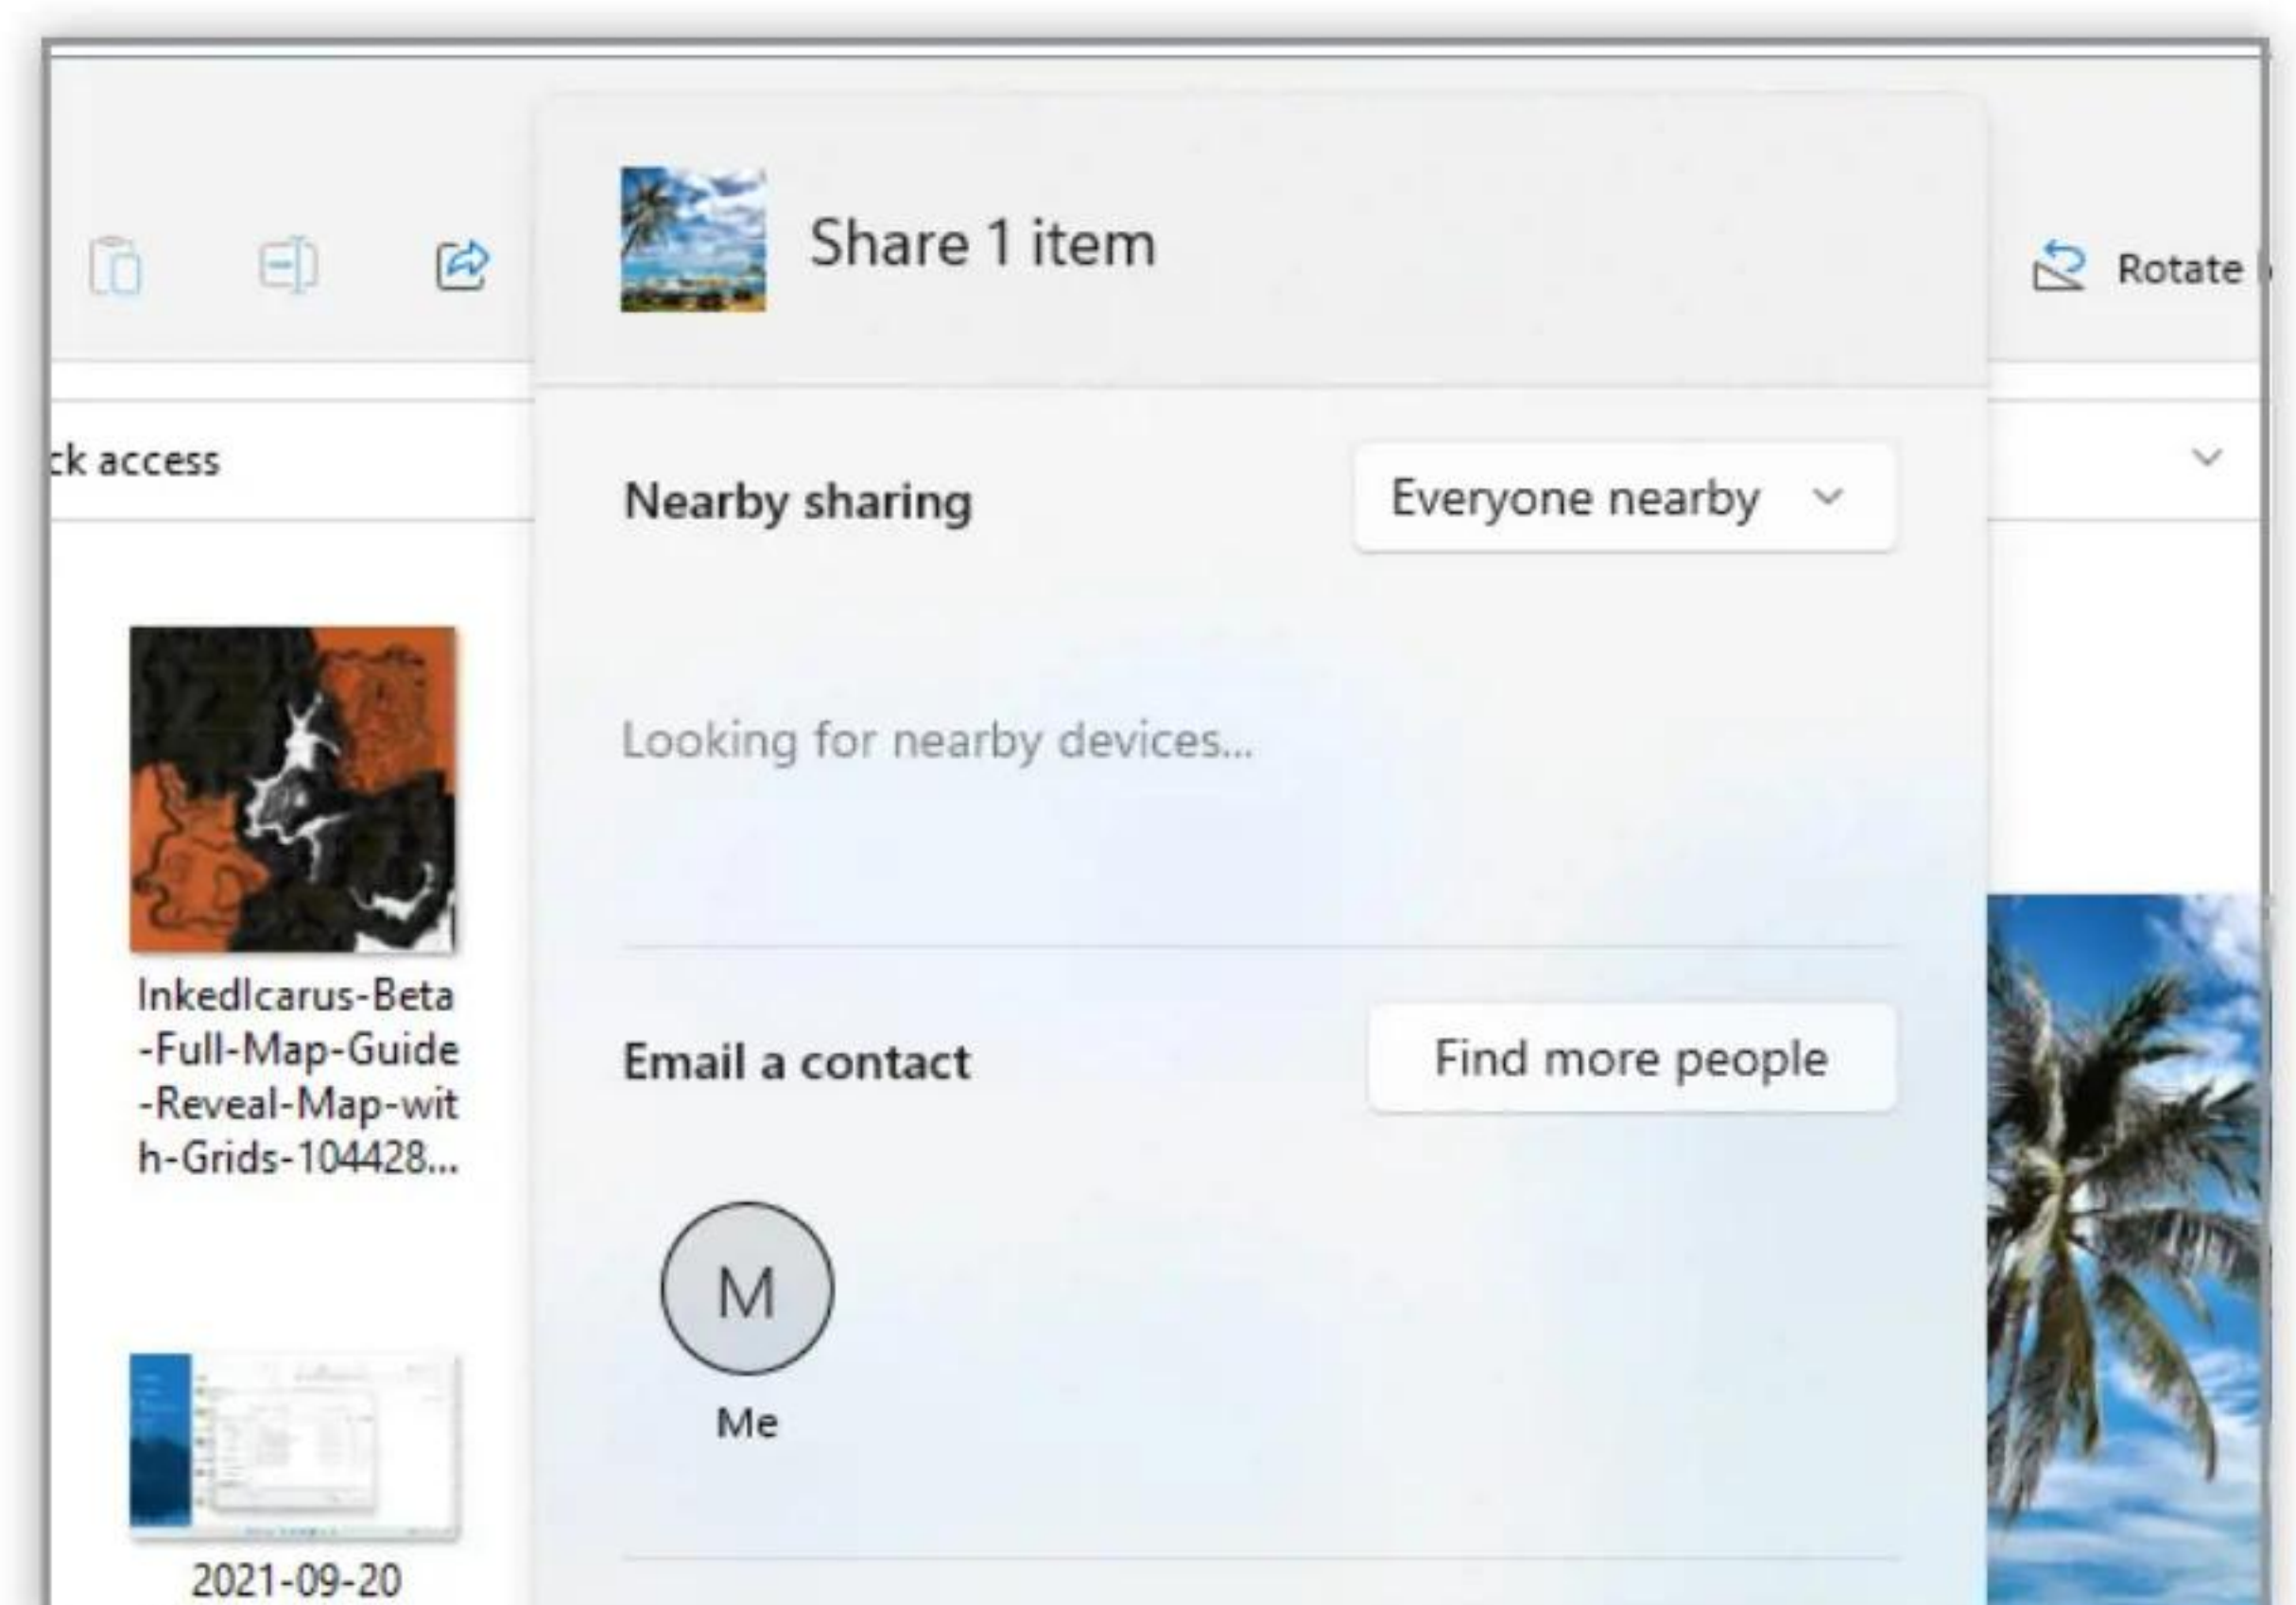 Share 1 item
Rotate
ck access
Nearby sharing
Everyone nearby
Looking for nearby devices...
InkedIcarus-Beta
-Full-Map-Guide
-Reveal-Map-wit
h-Grids-104428...
Email a contact
Find more people
M
Me
2021-09-20